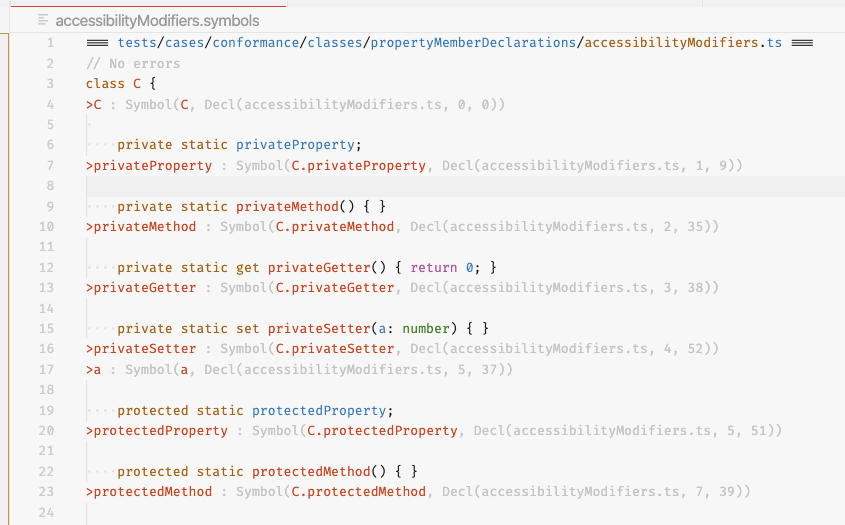 accessibilityModifiers.symbols
1 === tests/cases/conformance/classes/propertyMemberDeclarations/accessibilityModifiers.ts ===
2 // No errors
3 class C {
4 >C : Symbol(C, Decl(accessibilityModifiers.ts, 0, 0))
5
6 ····private static privateProperty;
7 >privateProperty : Symbol(C.privateProperty, Decl(accessibilityModifiers.ts, 1, 9))
8
9 ····private static privateMethod() { }
10 >privateMethod : Symbol(C.privateMethod, Decl(accessibilityModifiers.ts, 2, 35))
11
12 ····private static get privateGetter() { return 0; }
13 >privateGetter : Symbol(C.privateGetter, Decl(accessibilityModifiers.ts, 3, 38))
14
15 ····private static set privateSetter(a: number) { }
16 >privateSetter : Symbol(C.privateSetter, Decl(accessibilityModifiers.ts, 4, 52))
17 >a : Symbol(a, Decl(accessibilityModifiers.ts, 5, 37))
18
19 ····protected static protectedProperty;
20 >protectedProperty : Symbol(C.protectedProperty, Decl(accessibilityModifiers.ts, 5, 51))
21
22 ····protected static protectedMethod() { }
23 >protectedMethod : Symbol(C.protectedMethod, Decl(accessibilityModifiers.ts, 7, 39))
24